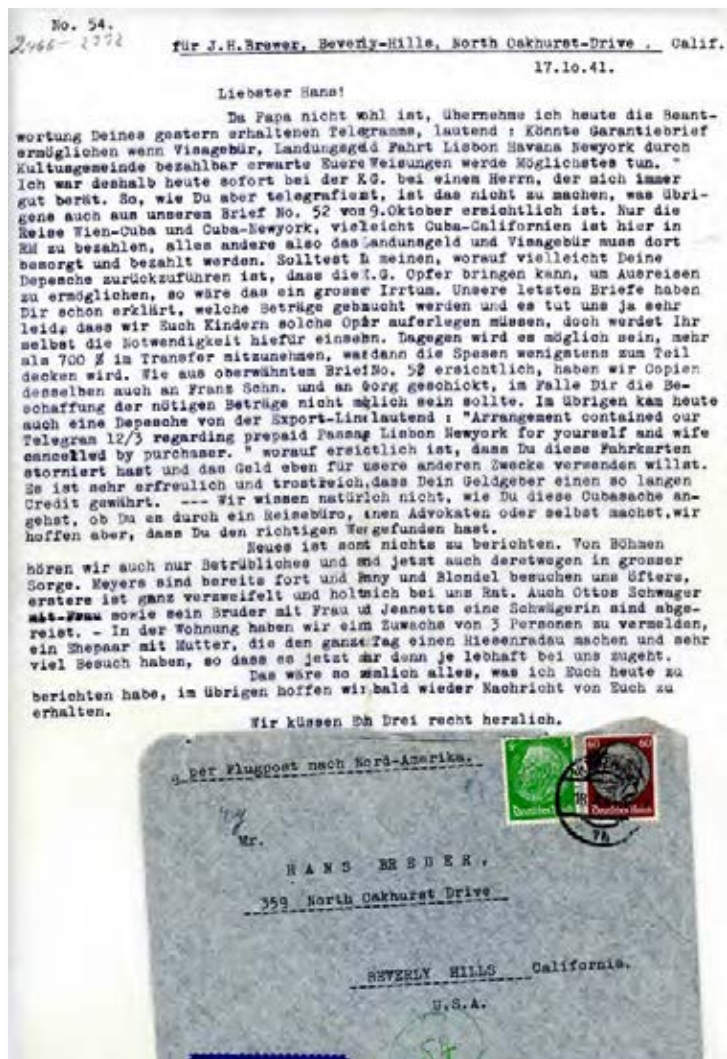 No. 54.
2466 - 2772
für J.H.Brewer, Beverly-Hills, North Oakhurst-Drive , Calif.
17.1o.41.
Liebster Hans!
Da Papa nicht wohl ist, übernehme ich heute die Beant-
wortung Deines gestern erhaltenen Telegramms, lautend : Könnte Garantiebrief
ermöglichen wenn Visagebür, Landungsgeld Fahrt Lisbon Havana Newyork durch
Kultusgemeinde bezahlbar erwarte Euere Weisungen werde Möglichstes tun. "
Ich war deshalb heute sofort bei der K.G. bei einem Herrn, der mich immer
gut berät. So, wie Du aber telegrafierst, ist das nicht zu machen, was übri-
gens auch aus unserem Brief No. 52 vom 9.Oktober ersichtlich ist. Nur die
Reise Wien-Cuba und Cuba-Newyork, vielleicht Cuba-Californien ist hier in
RM zu bezahlen, alles andere also das Landunsgeld und Visagebür muss dort
besorgt und bezahlt werden. Solltest meinen, worauf vielleicht Deine
Depesche zurückzuführen ist, dass die K.G. Opfer bringen kann, um Ausreisen
zu ermöglichen, so wäre das ein grosser Irrtum. Unsere letzten Briefe haben
Dir schon erklärt, welche Beträge gebraucht werden und es tut uns ja sehr
leid, dass wir Euch Kindern solche Opfer auferlegen müssen, doch werdet Ihr
selbst die Notwendigkeit hiefür einsehn. Dagegen wird es möglich sein, mehr
als 700 $ im Transfer mitzunehmen, was dann die Spesen wenigstens zum Teil
decken wird. Wie aus oberwähntem Brief No. 52 ersichtlich, haben wir Copien
desselben auch an Franz Schn. und an Georg geschickt, im Falle Dir die Be-
schaffung der nötigen Beträge nicht möglich sein sollte. Im übrigen kam heute
auch eine Depesche von der Export-Line lautend : "Arrangement contained our
Telegram 12/3 regarding prepaid Passag Lisbon Newyork for yourself and wife
cancelled by purchaser. " worauf ersichtlich ist, dass Du diese Fahrkarten
storniert hast und das Geld eben für unsere anderen Zwecke verwenden willst.
Es ist sehr erfreulich und trostreich,dass Dein Geldgeber einen so langen
Credit gewährt. --- Wir wissen natürlich nicht, wie Du diese Cubasache an-
gehst, ob Du es durch ein Reisebüro, einen Advokaten oder selbst machst,wir
hoffen aber, dass Du den richtigen Weg gefunden hast.
Neues ist sonst nichts zu berichten. Von Böhmen
hören wir auch nur Betrübliches und sind jetzt auch deretwegen in grosser
Sorge. Meyers sind bereits fort und Fany und Blondel besuchen uns öfters,
erstere ist ganz verzweifelt und holt sich bei uns Rat. Auch Ottos Schwager
mit Frau sowie sein Bruder mit Frau und Jeanette eine Schwägerin sind abge-
reist. - In der Wohnung haben wir einen Zuwachs von 3 Personen zu vermelden,
ein Ehepaar mit Mutter, die den ganzen Tag einen Riesenradau machen und sehr
viel Besuch haben, so dass es jetzt mehr denn je lebhaft bei uns zugeht.
Das wäre so ziemlich alles, was ich Euch heute zu
berichten habe, im übrigen hoffen wir bald wieder Nachricht von Euch zu
erhalten.
Wir küssen Euch Drei recht herzlich.
per Flugpost nach Nord-Amerika.
5 5
60 60
Deutsches Reich
Deutsches Reich
18
Mr.
HANS BREDER,
359 North Oakhurst Drive
BEVERLY HILLS California.
U.S.A.
54